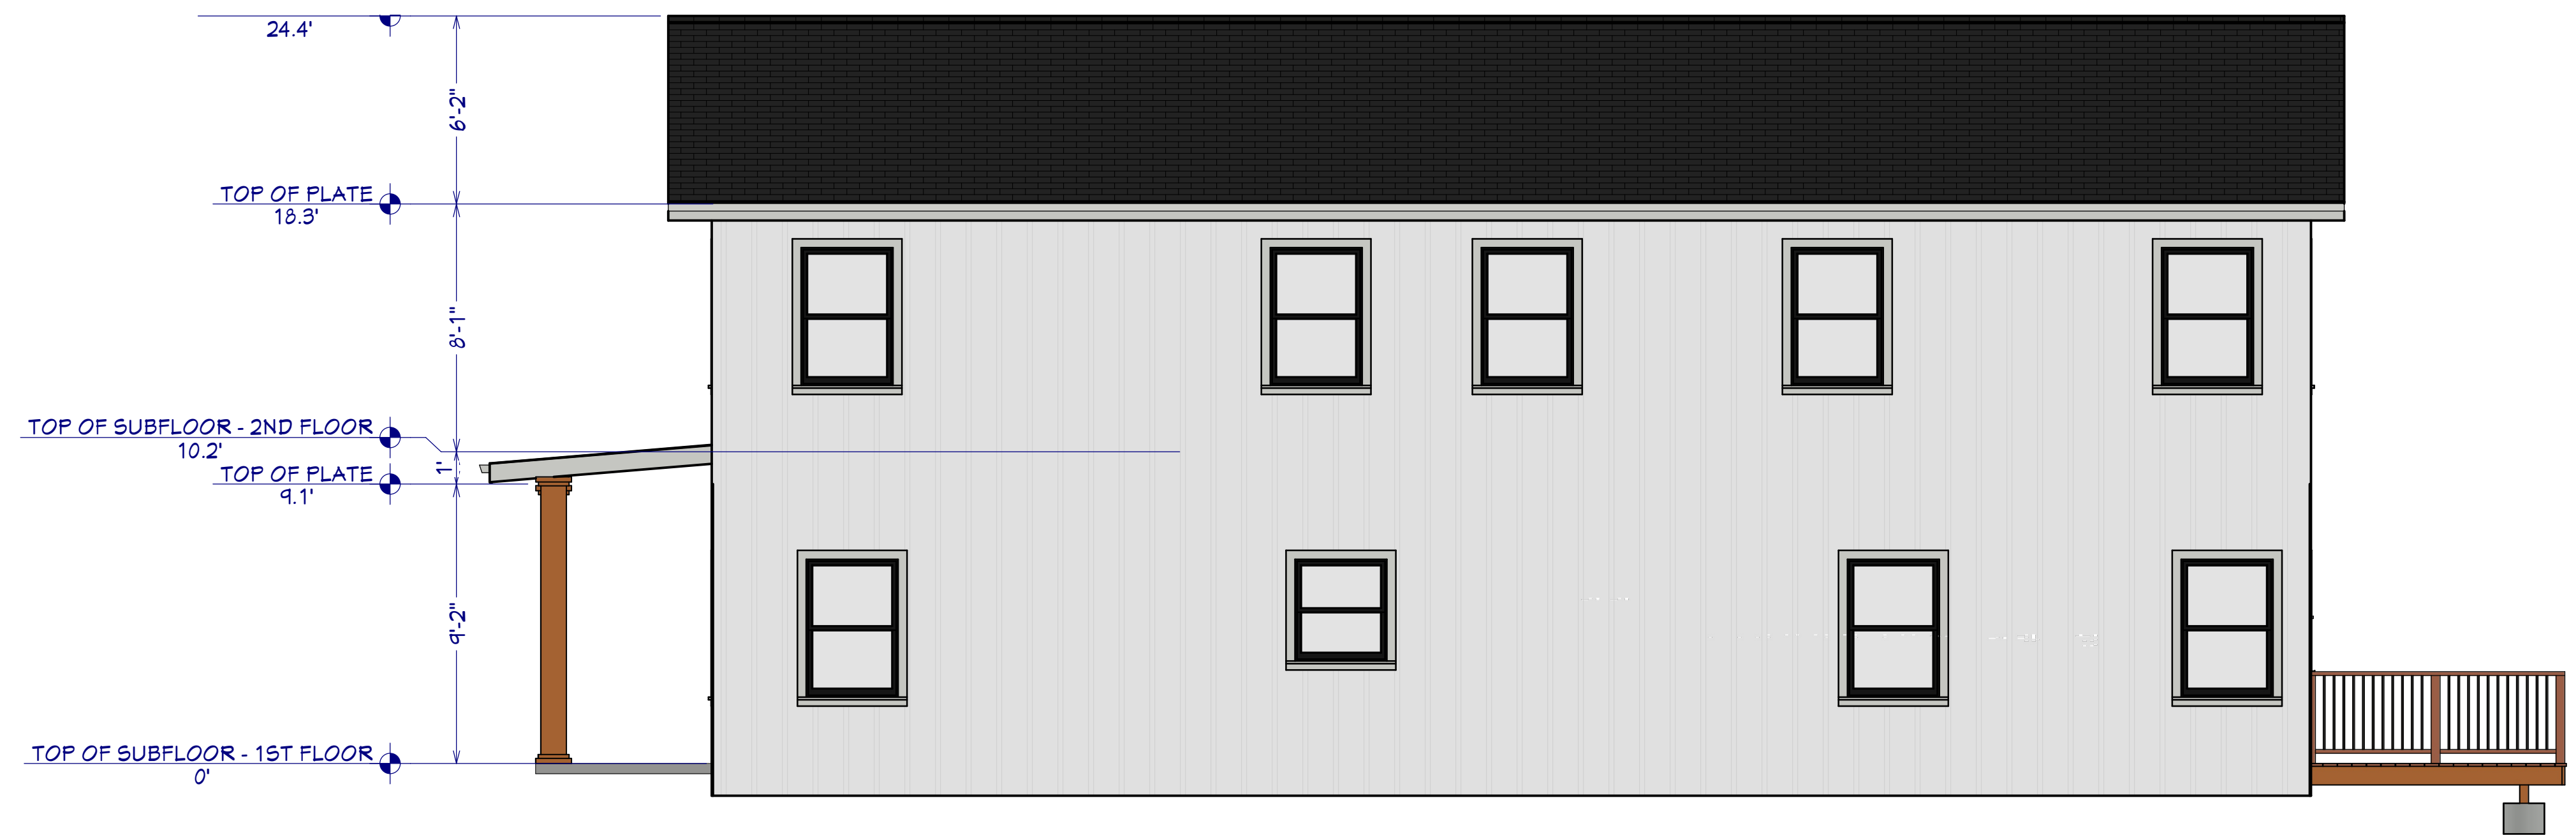 24.4'
6'-2"
TOP OF PLATE
18.3'
8'-1"
TOP OF SUBFLOOR - 2ND FLOOR
10.2'
1'
TOP OF PLATE
9.1'
9'-2"
TOP OF SUBFLOOR - 1ST FLOOR
0'